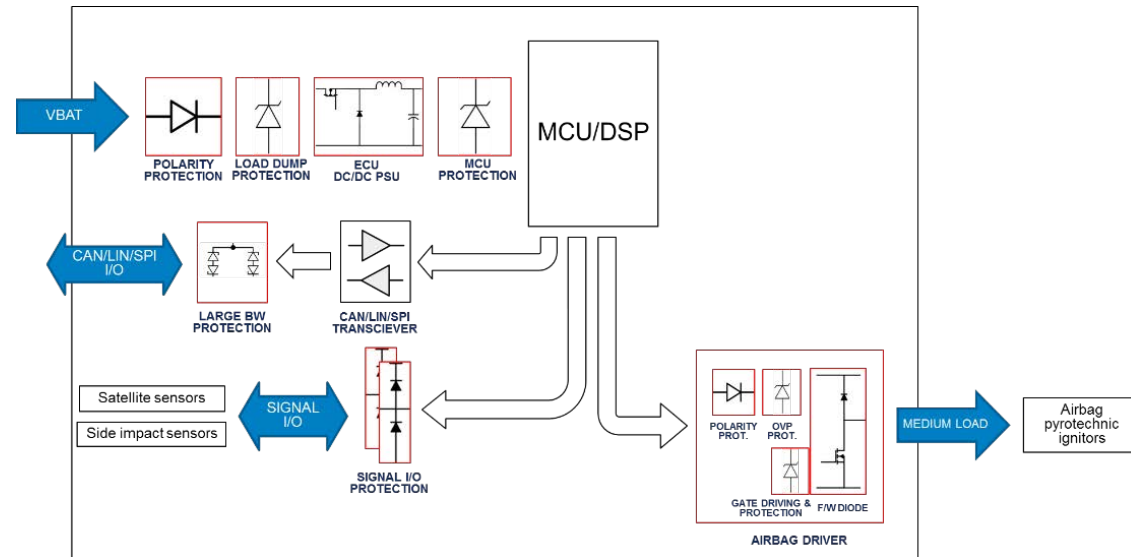 VBAT
POLARITY
PROTECTION
LOAD DUMP
PROTECTION
ECU
DC/DC PSU
MCU
PROTECTION
MCU/DSP
CAN/LIN/SPI
I/O
LARGE BW
PROTECTION
CAN/LIN/SPI
TRANSCIEVER
Satellite sensors
Side impact sensors
SIGNAL
I/O
SIGNAL I/O
PROTECTION
POLARITY
PROT.
OVP
PROT.
GATE DRIVING &
PROTECTION
F/W DIODE
AIRBAG DRIVER
MEDIUM LOAD
Airbag
pyrotechnic
ignitors